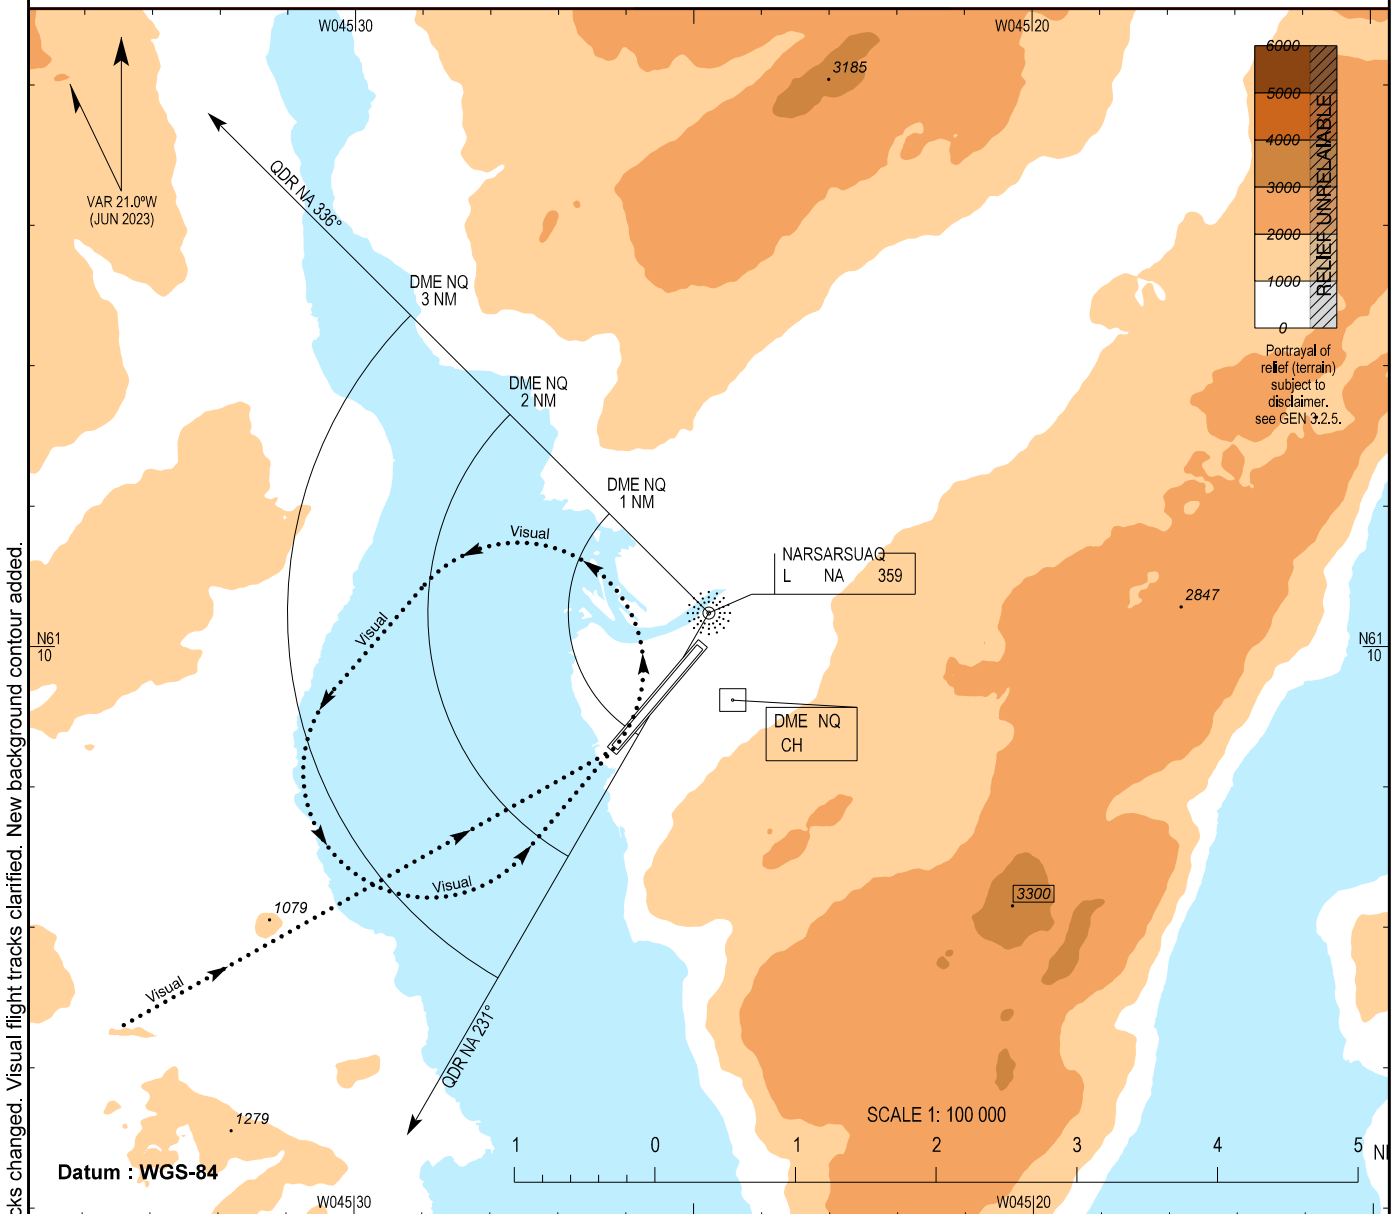 W045 30
W045 20
3185
6000
5000
4000
3000
2000
1000
0
RELIEF UNRELAIABLE
VAR 21.0°W
(JUN 2023)
QDR NA 336°
DME NQ
3 NM
Portrayal of
relief (terrain)
subject to
disclaimer.
see GEN 3.2.5.
DME NQ
2 NM
DME NQ
1 NM
Visual
NARSARSUAQ
L NA 359
2847
Visual
N61
10
N61
10
DME NQ
CH
Visual
3300
1079
Visual
QDR NA 231°
1279
SCALE 1: 100 000
1 0 1 2 3 4 5
Datum : WGS-84
W045 30
W045 20
cks changed. Visual flight tracks clarified. New background contour added.